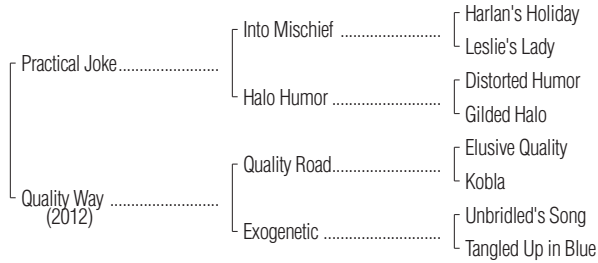 Harlan's Holiday
Into Mischief ........................
Leslie's Lady
Practical Joke........................
Distorted Humor
Halo Humor ..........................
Gilded Halo
Elusive Quality
Quality Road..........................
Kobla
Quality Way ..........................
(2012)
Unbridled's Song
Exogenetic ............................
Tangled Up in Blue